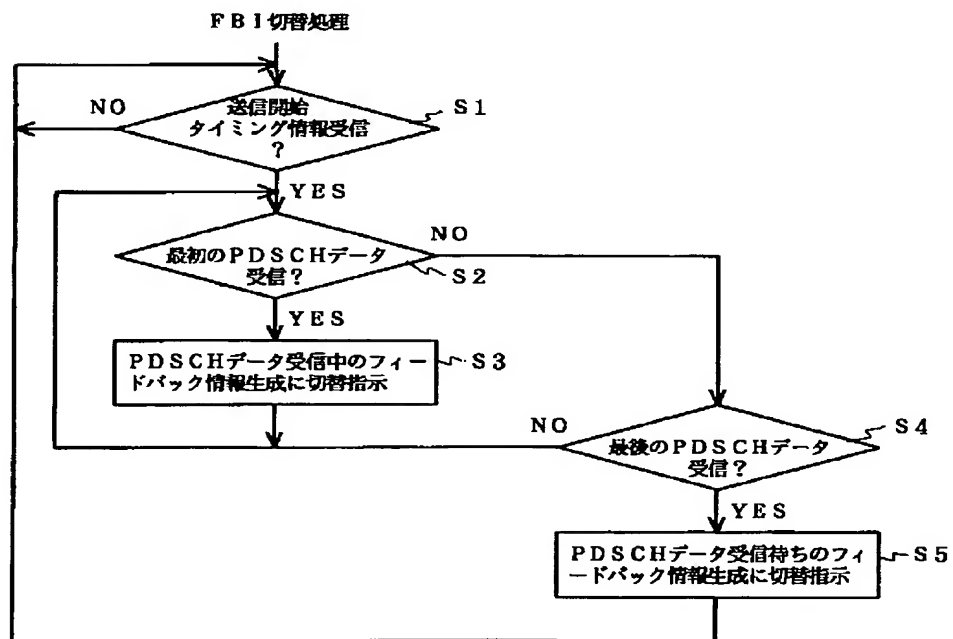 ＦＢＩ切替処理
ＮＯ
送信開始
タイミング情報受信
？
Ｓ１
ＹＥＳ
ＮＯ
最初のＰＤＳＣＨデータ
受信？
Ｓ２
ＹＥＳ
ＰＤＳＣＨデータ受信中のフィー
ドバック情報生成に切替指示
Ｓ３
ＮＯ
最後のＰＤＳＣＨデータ
受信？
Ｓ４
ＹＥＳ
ＰＤＳＣＨデータ受信待ちのフィ
ードバック情報生成に切替指示
Ｓ５